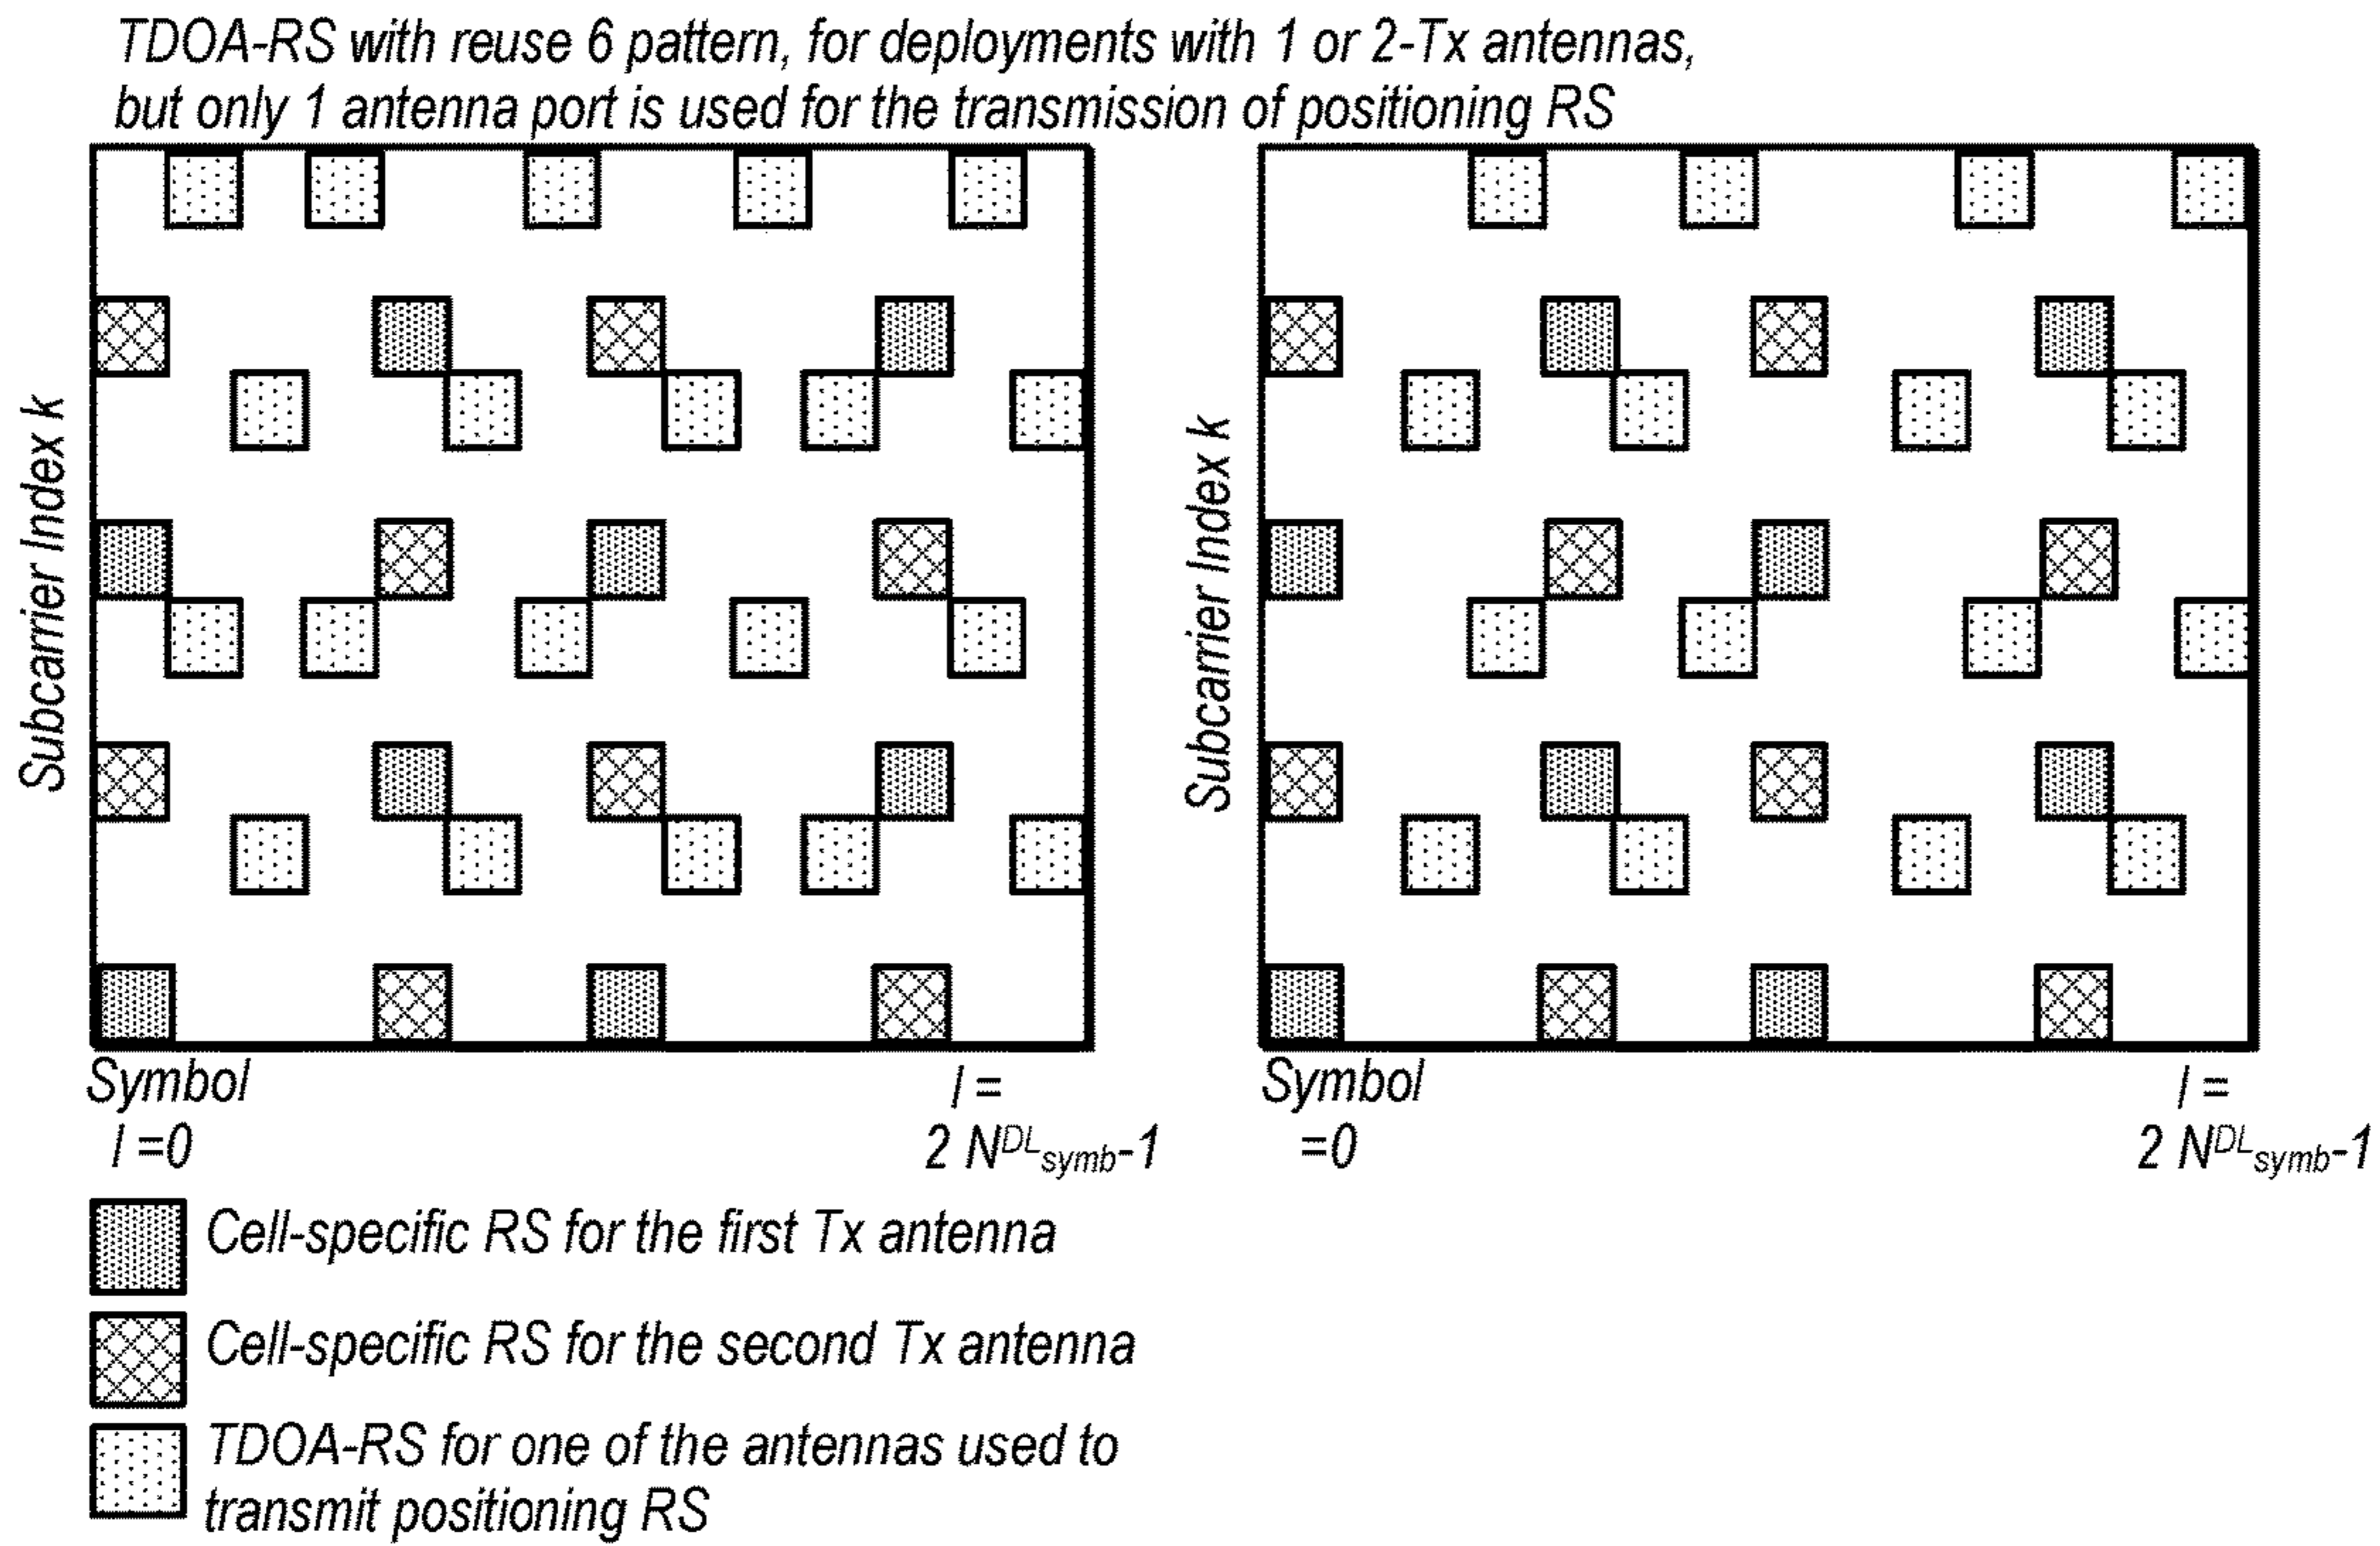 TDOA-RS with reuse 6 pattern, for deployments with 1 or 2-Tx antennas,
but only 1 antenna port is used for the transmission of positioning RS
Subcarrier Index k
Symbol
l =0
l =
2 N^DL_symb-1
Subcarrier Index k
Symbol
=0
l =
2 N^DL_symb-1
Cell-specific RS for the first Tx antenna
Cell-specific RS for the second Tx antenna
TDOA-RS for one of the antennas used to
transmit positioning RS